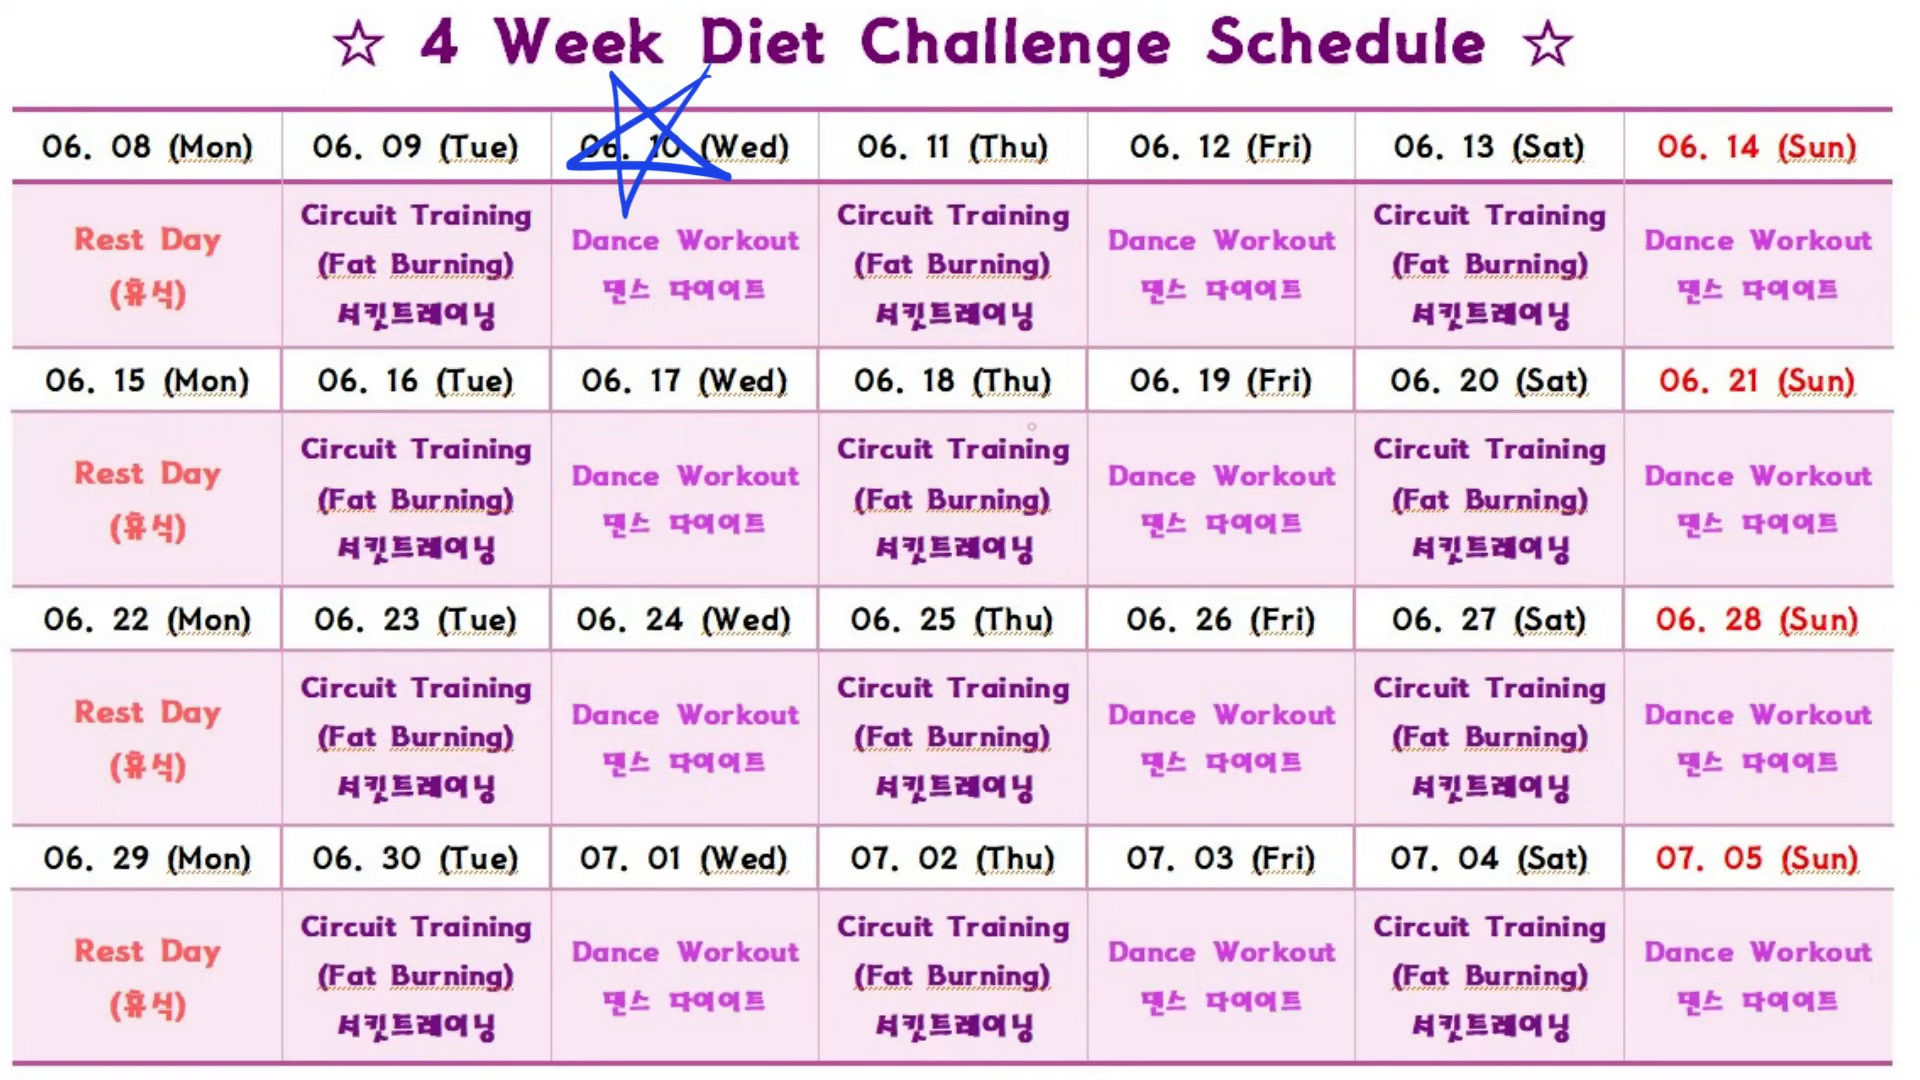 ☆ 4 Week Diet Challenge Schedule ☆
06. 08 (Mon) 06. 09 (Tue) 06. 10 (Wed) 06. 11 (Thu) 06. 12 (Fri) 06. 13 (Sat) 06. 14 (Sun)
Rest Day
(휴식)
Circuit Training
(Fat Burning)
서킷트레이닝
Dance Workout
댄스 다이어트
Circuit Training
(Fat Burning)
서킷트레이닝
Dance Workout
댄스 다이어트
Circuit Training
(Fat Burning)
서킷트레이닝
Dance Workout
댄스 다이어트
06. 15 (Mon) 06. 16 (Tue) 06. 17 (Wed) 06. 18 (Thu) 06. 19 (Fri) 06. 20 (Sat) 06. 21 (Sun)
Rest Day
(휴식)
Circuit Training
(Fat Burning)
서킷트레이닝
Dance Workout
댄스 다이어트
Circuit Training
(Fat Burning)
서킷트레이닝
Dance Workout
댄스 다이어트
Circuit Training
(Fat Burning)
서킷트레이닝
Dance Workout
댄스 다이어트
06. 22 (Mon) 06. 23 (Tue) 06. 24 (Wed) 06. 25 (Thu) 06. 26 (Fri) 06. 27 (Sat) 06. 28 (Sun)
Rest Day
(휴식)
Circuit Training
(Fat Burning)
서킷트레이닝
Dance Workout
댄스 다이어트
Circuit Training
(Fat Burning)
서킷트레이닝
Dance Workout
댄스 다이어트
Circuit Training
(Fat Burning)
서킷트레이닝
Dance Workout
댄스 다이어트
06. 29 (Mon) 06. 30 (Tue) 07. 01 (Wed) 07. 02 (Thu) 07. 03 (Fri) 07. 04 (Sat) 07. 05 (Sun)
Rest Day
(휴식)
Circuit Training
(Fat Burning)
서킷트레이닝
Dance Workout
댄스 다이어트
Circuit Training
(Fat Burning)
서킷트레이닝
Dance Workout
댄스 다이어트
Circuit Training
(Fat Burning)
서킷트레이닝
Dance Workout
댄스 다이어트